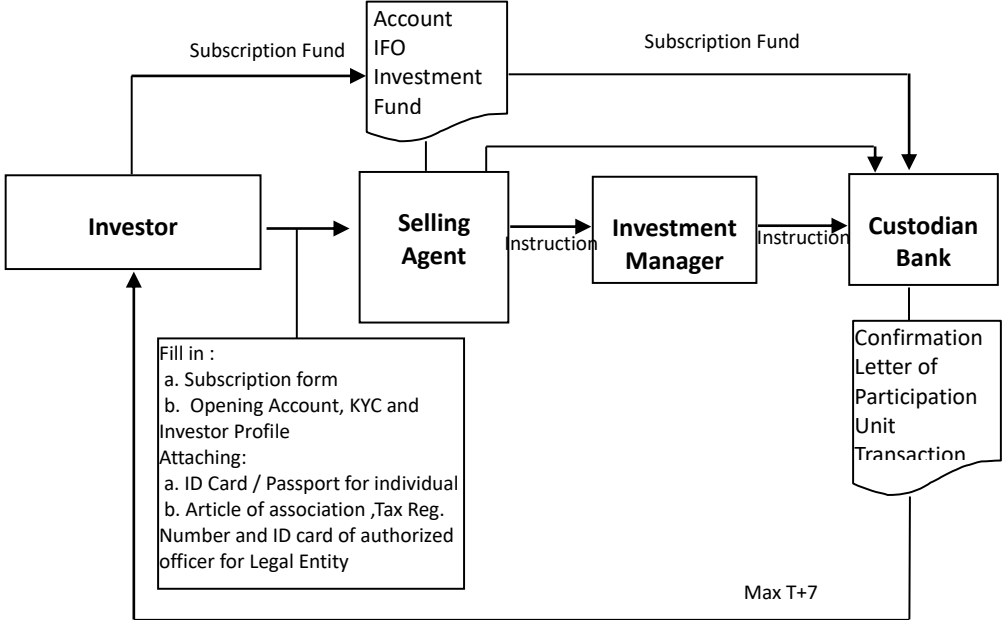 Account
IFO
Investment
Fund
Subscription Fund
Subscription Fund
Investor
Selling
Agent
Instruction
Investment
Manager
Instruction
Custodian
Bank
Fill in :
a. Subscription form
b. Opening Account, KYC and
Investor Profile
Attaching:
a. ID Card / Passport for individual
b. Article of association ,Tax Reg.
Number and ID card of authorized
officer for Legal Entity
Confirmation
Letter of
Participation
Unit
Transaction
Max T+7